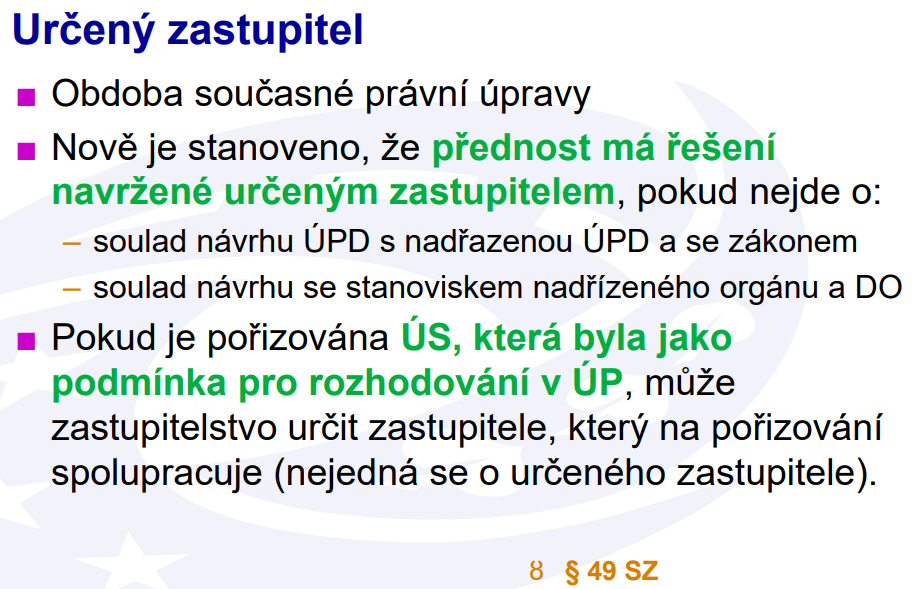 Určený zastupitel
■ Obdoba současné právní úpravy
■ Nově je stanoveno, že přednost má řešení
navržené určeným zastupitelem, pokud nejde o:
– soulad návrhu ÚPD s nadřazenou ÚPD a se zákonem
– soulad návrhu se stanoviskem nadřízeného orgánu a DO
■ Pokud je pořizována ÚS, která byla jako
podmínka pro rozhodování v ÚP, může
zastupitelstvo určit zastupitele, který na pořizování
spolupracuje (nejedná se o určeného zastupitele).
8 § 49 SZ